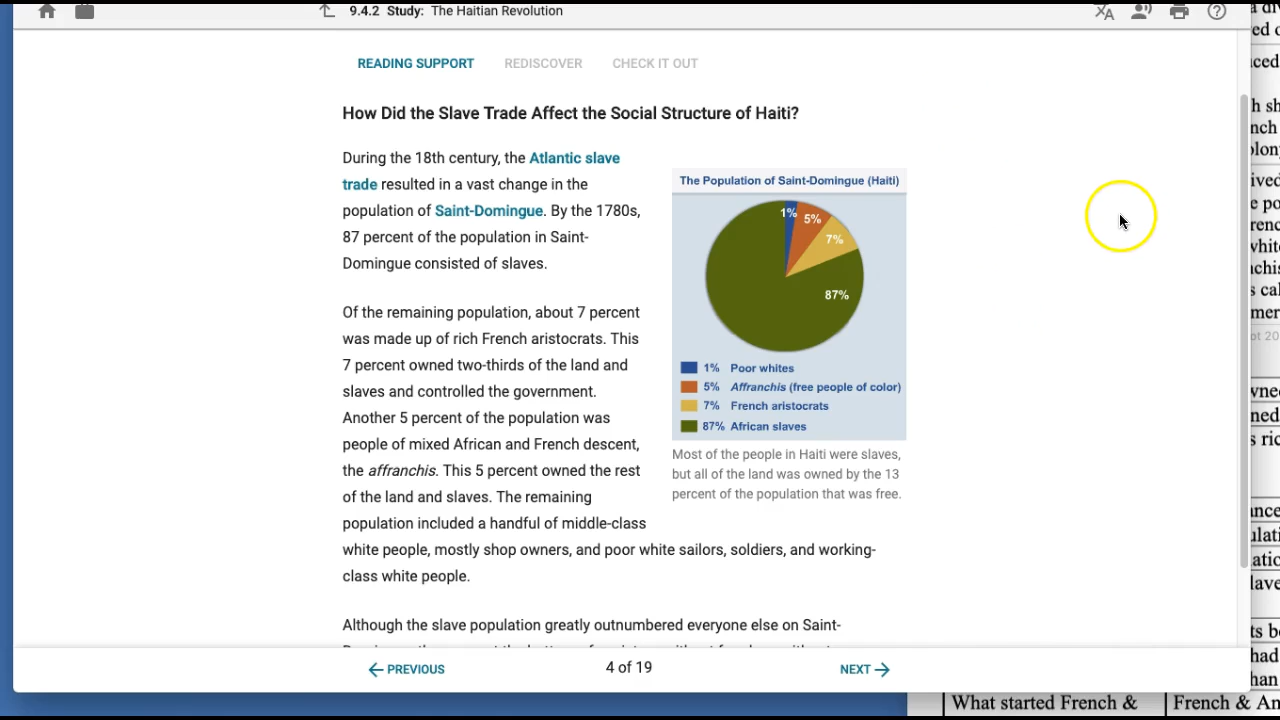 9.4.2 Study: The Haitian Revolution
READING SUPPORT REDISCOVER CHECK IT OUT
How Did the Slave Trade Affect the Social Structure of Haiti?
During the 18th century, the Atlantic slave
trade resulted in a vast change in the
population of Saint-Domingue. By the 1780s,
87 percent of the population in Saint-
Domingue consisted of slaves.
Of the remaining population, about 7 percent
was made up of rich French aristocrats. This
7 percent owned two-thirds of the land and
slaves and controlled the government.
Another 5 percent of the population was
people of mixed African and French descent,
the affranchis. This 5 percent owned the rest
of the land and slaves. The remaining
population included a handful of middle-class
white people, mostly shop owners, and poor white sailors, soldiers, and working-
class white people.
The Population of Saint-Domingue (Haiti)
1%
5%
7%
87%
1% Poor whites
5% Affranchis (free people of color)
7% French aristocrats
87% African slaves
Most of the people in Haiti were slaves,
but all of the land was owned by the 13
percent of the population that was free.
Although the slave population greatly outnumbered everyone else on Saint-
PREVIOUS 4 of 19 NEXT
What started French &
French & An